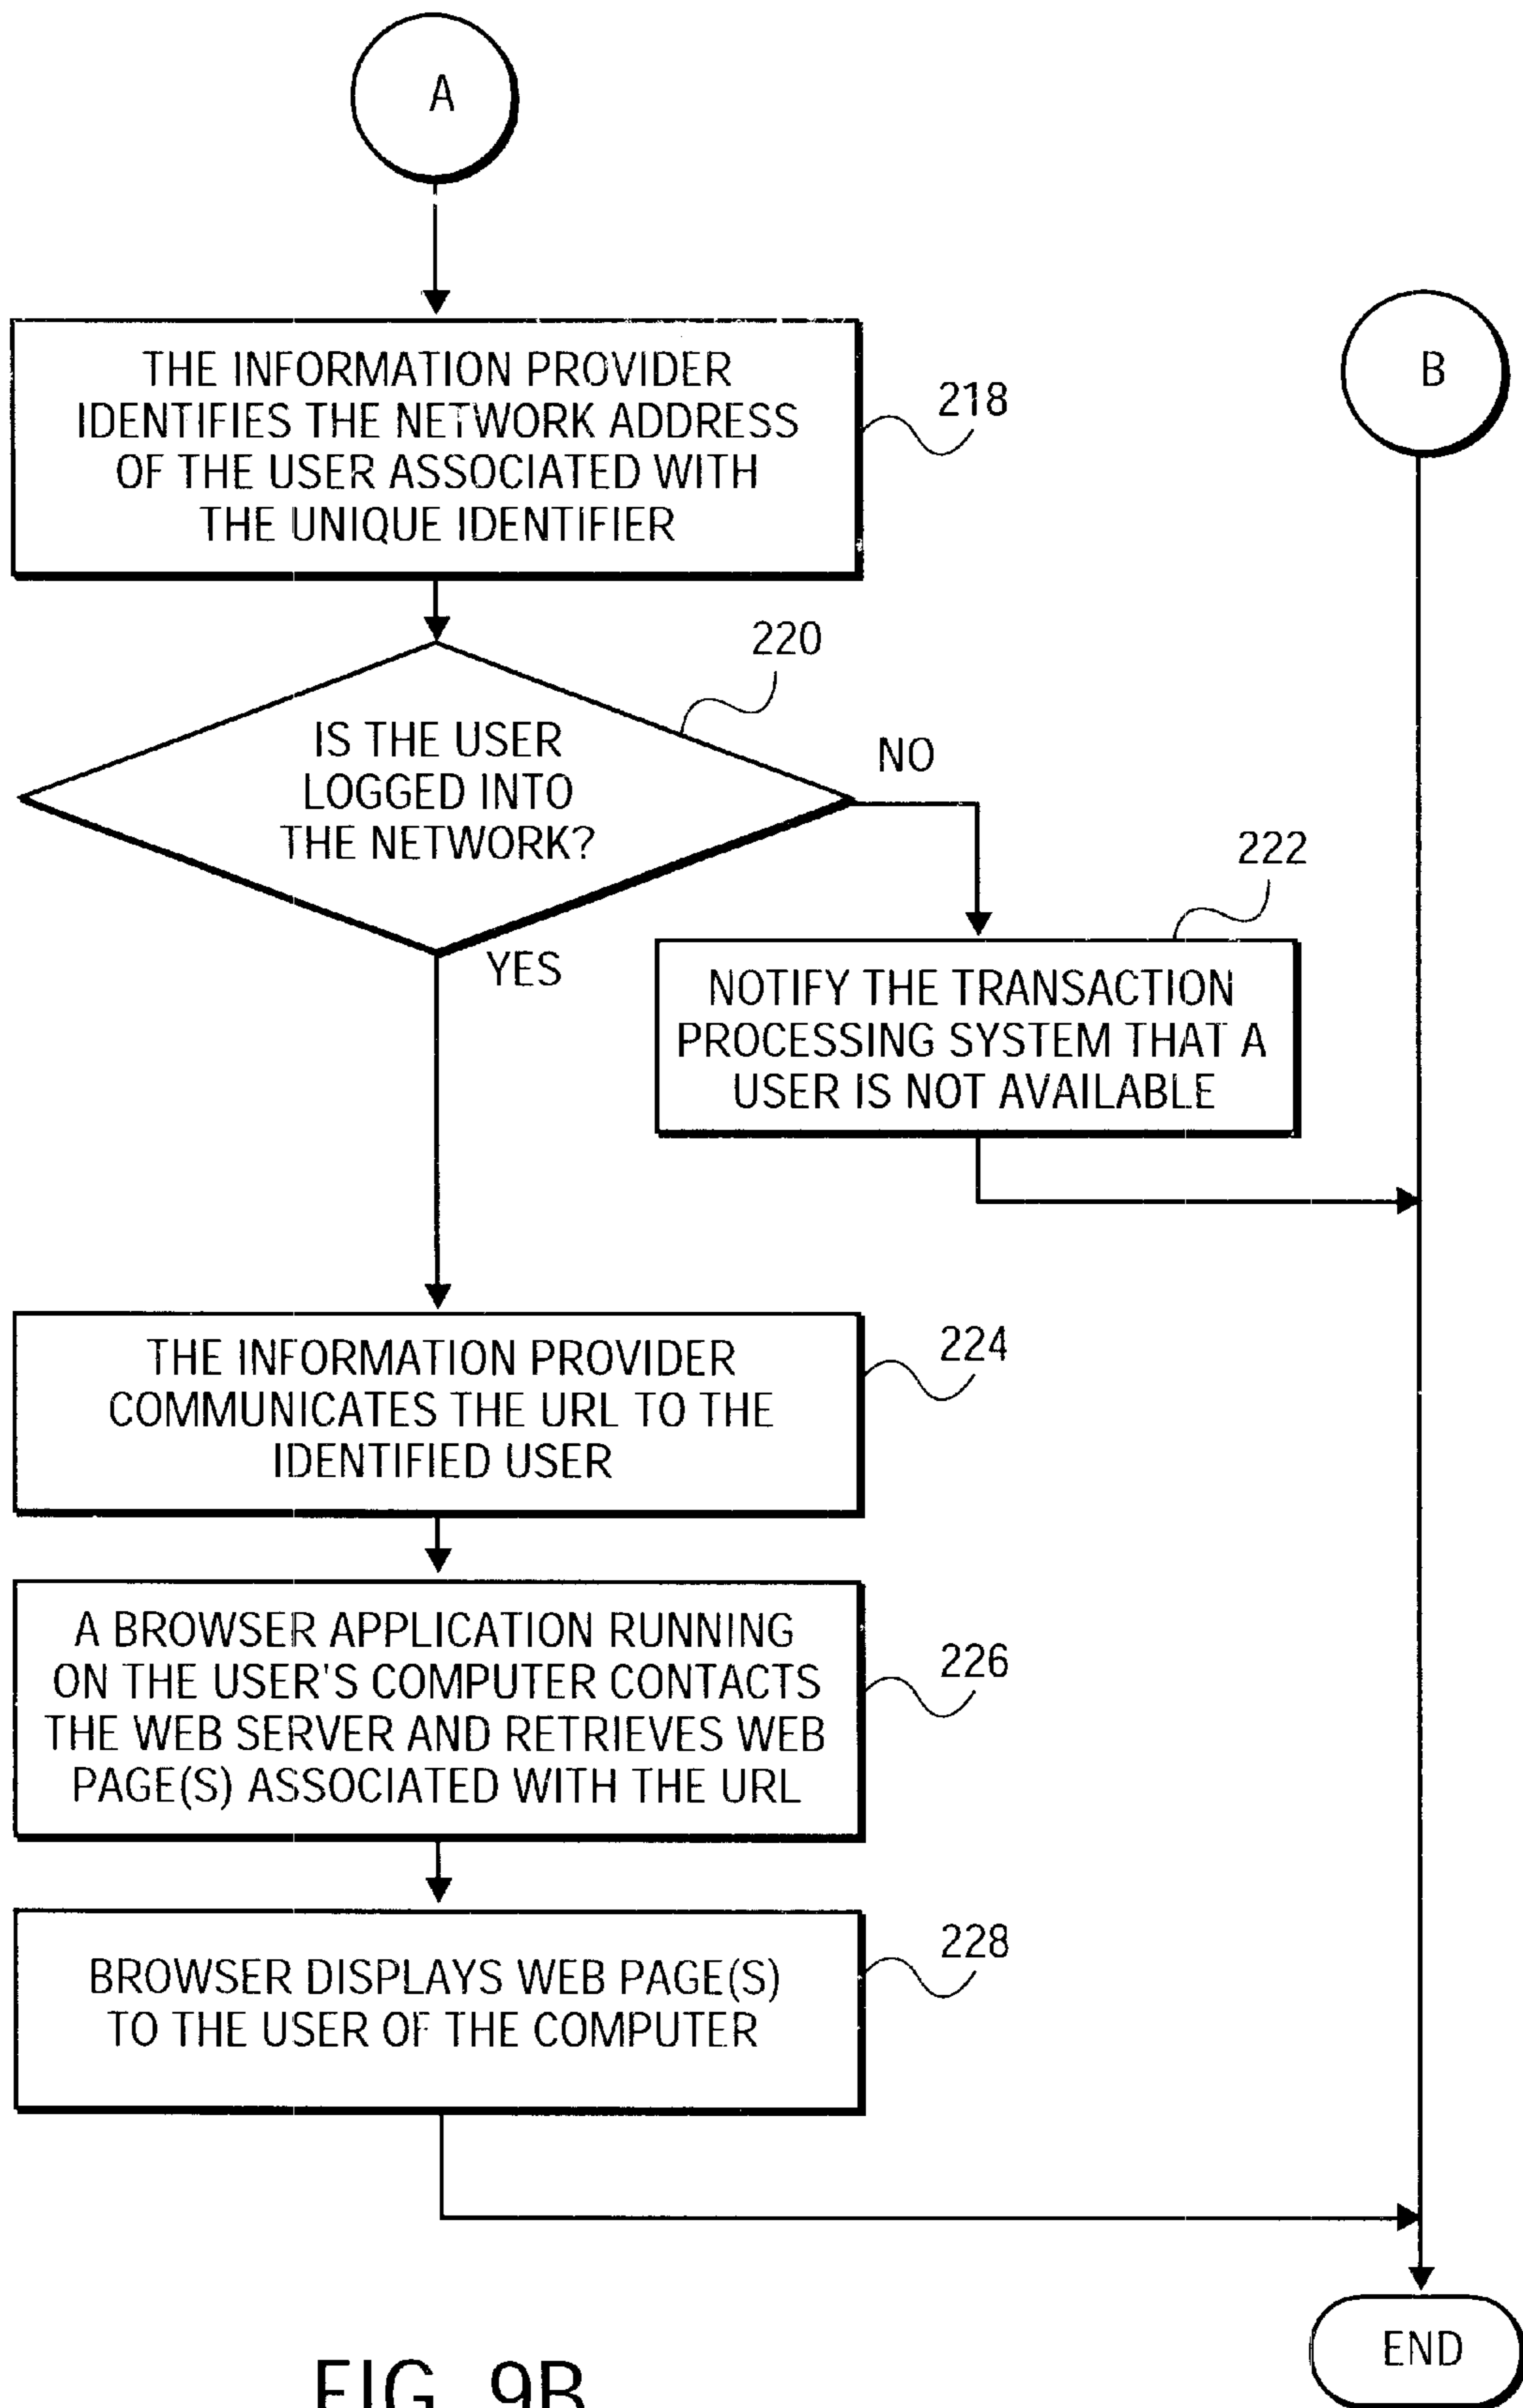 A
THE INFORMATION PROVIDER
IDENTIFIES THE NETWORK ADDRESS
OF THE USER ASSOCIATED WITH
THE UNIQUE IDENTIFIER
218
B
220
IS THE USER
LOGGED INTO
THE NETWORK?
NO
YES
222
NOTIFY THE TRANSACTION
PROCESSING SYSTEM THAT A
USER IS NOT AVAILABLE
THE INFORMATION PROVIDER
COMMUNICATES THE URL TO THE
IDENTIFIED USER
224
A BROWSER APPLICATION RUNNING
ON THE USER'S COMPUTER CONTACTS
THE WEB SERVER AND RETRIEVES WEB
PAGE(S) ASSOCIATED WITH THE URL
226
BROWSER DISPLAYS WEB PAGE(S)
TO THE USER OF THE COMPUTER
228
END
FIG. 9B